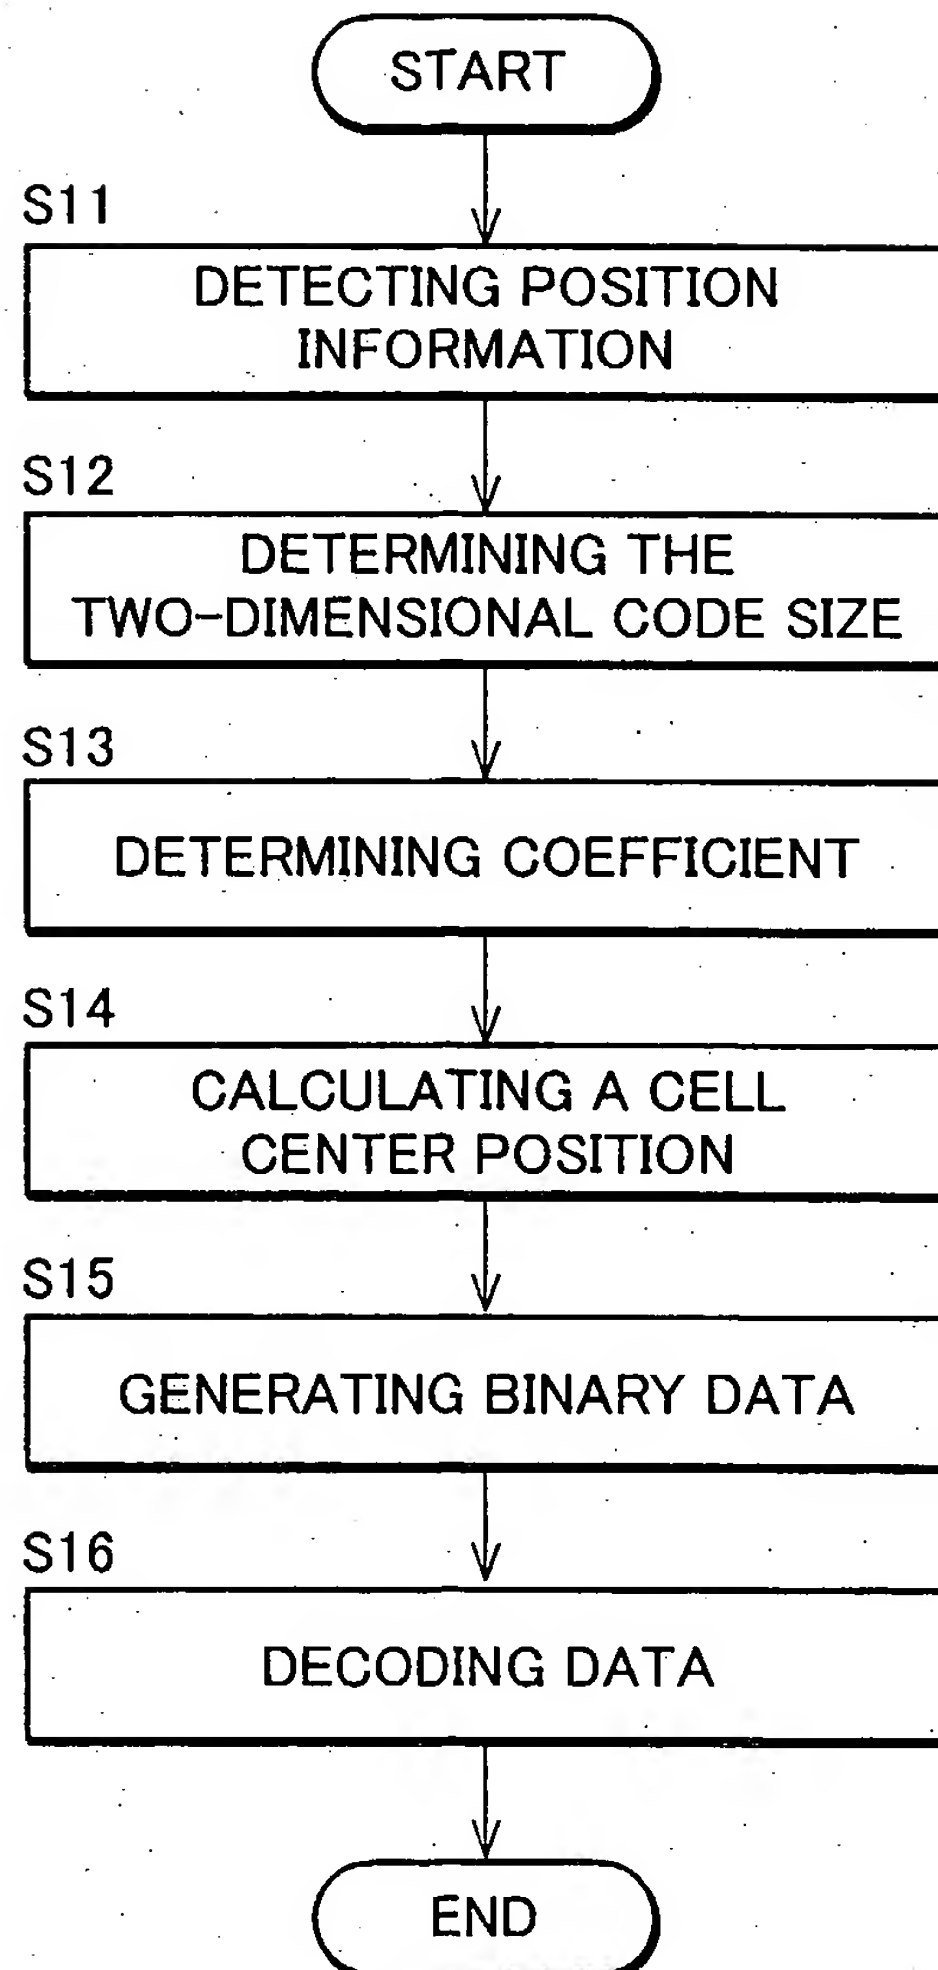 START
S11
DETECTING POSITION
INFORMATION
S12
DETERMINING THE
TWO-DIMENSIONAL CODE SIZE
S13
DETERMINING COEFFICIENT
S14
CALCULATING A CELL
CENTER POSITION
S15
GENERATING BINARY DATA
S16
DECODING DATA
END